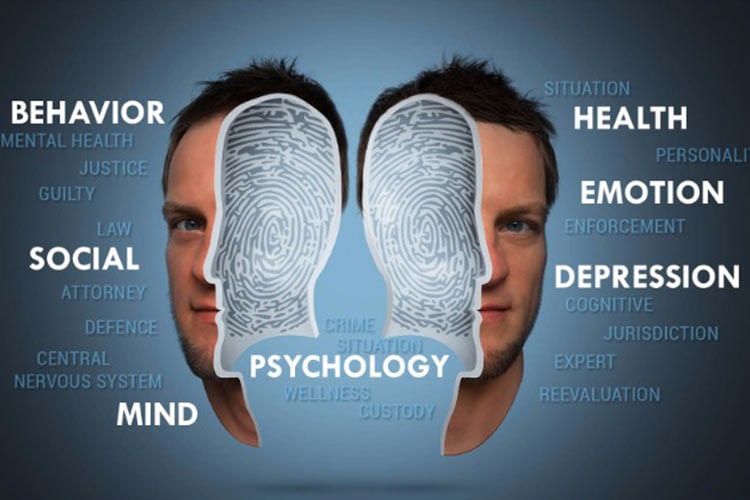 BEHAVIOR
MENTAL HEALTH
JUSTICE
GUILTY
LAW
SOCIAL
ATTORNEY
DEFENCE
CENTRAL
NERVOUS SYSTEM
MIND
CRIME
SITUATION
PSYCHOLOGY
WELLNESS
CUSTODY
SITUATION
HEALTH
PERSONALI
EMOTION
ENFORCEMENT
DEPRESSION
COGNITIVE
JURISDICTION
EXPERT
REEVALUATION